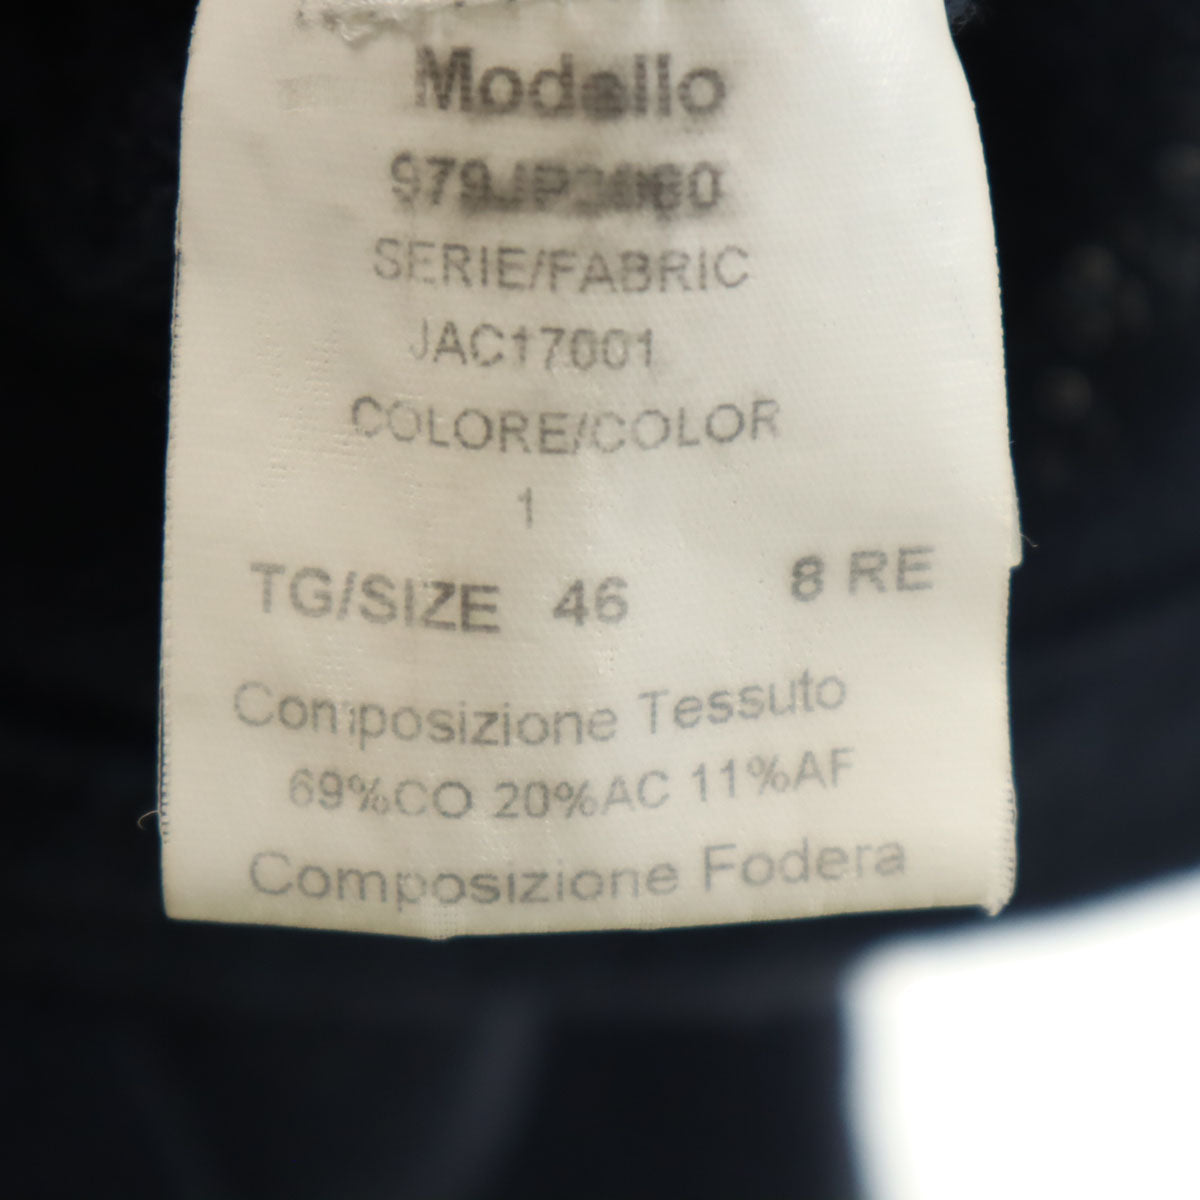 Modello
SERIE/FABRIC
JAC17001
COLORE/COLOR
1
TG/SIZE 46 8 RE
Composizione Tessuto
69%CO 20%AC 11%AF
Composizione Fodera